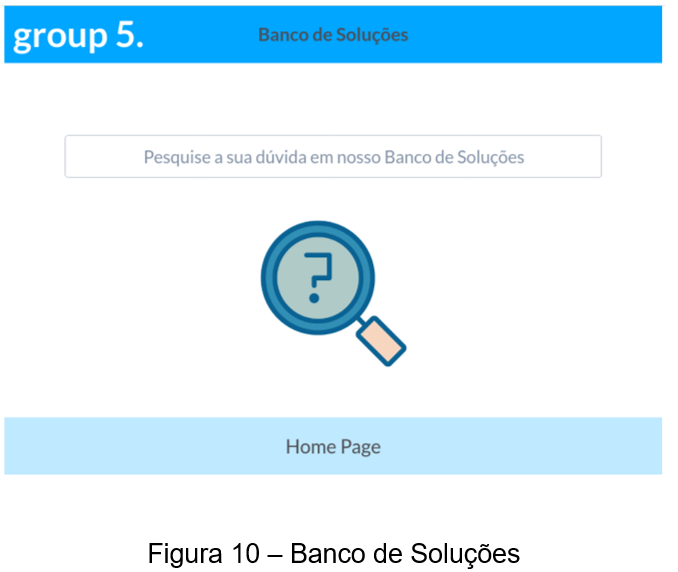 group 5.
Banco de Soluções
Pesquise a sua dúvida em nosso Banco de Soluções
?
Home Page
Figura 10 – Banco de Soluções